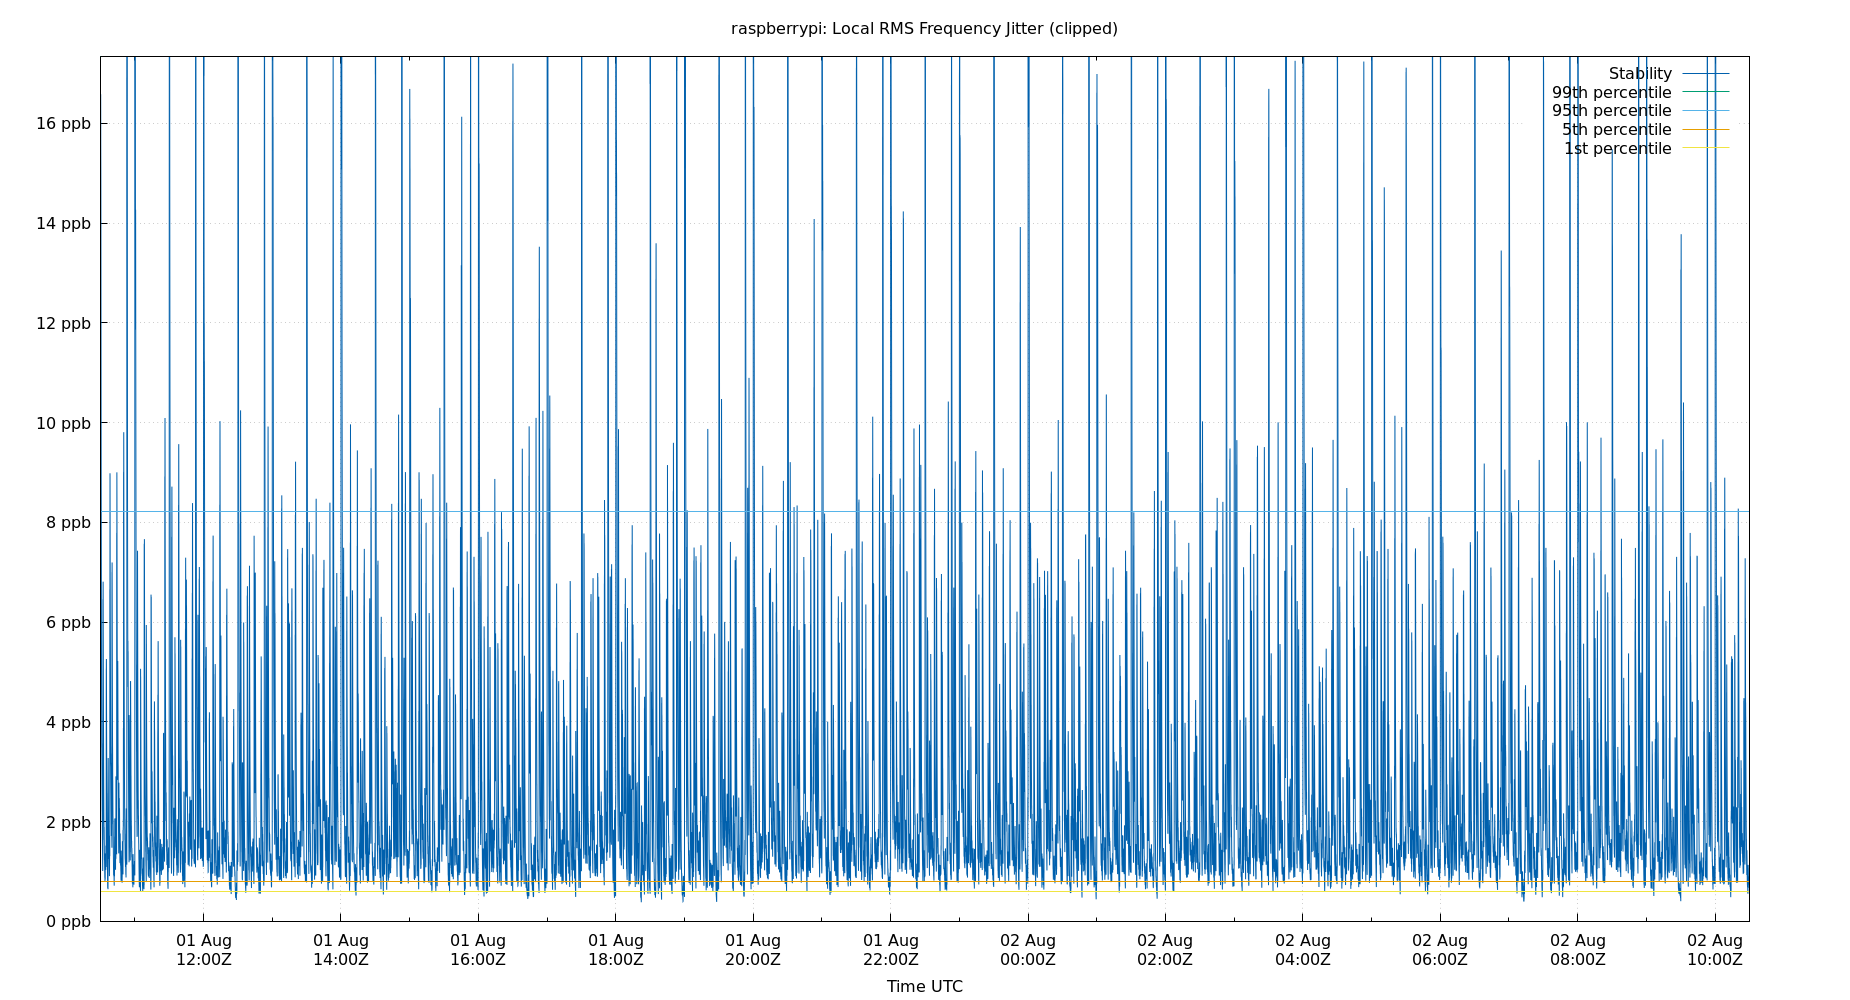 raspberrypi: Local RMS Frequency Jitter (clipped)
Stability
99th percentile
95th percentile
5th percentile
1st percentile
16 ppb
14 ppb
12 ppb
10 ppb
8 ppb
6 ppb
4 ppb
2 ppb
0 ppb
01 Aug 01 Aug 01 Aug 01 Aug 01 Aug 01 Aug 02 Aug 02 Aug 02 Aug 02 Aug 02 Aug 02 Aug
12:00Z 14:00Z 16:00Z 18:00Z 20:00Z 22:00Z 00:00Z 02:00Z 04:00Z 06:00Z 08:00Z 10:00Z
Time UTC